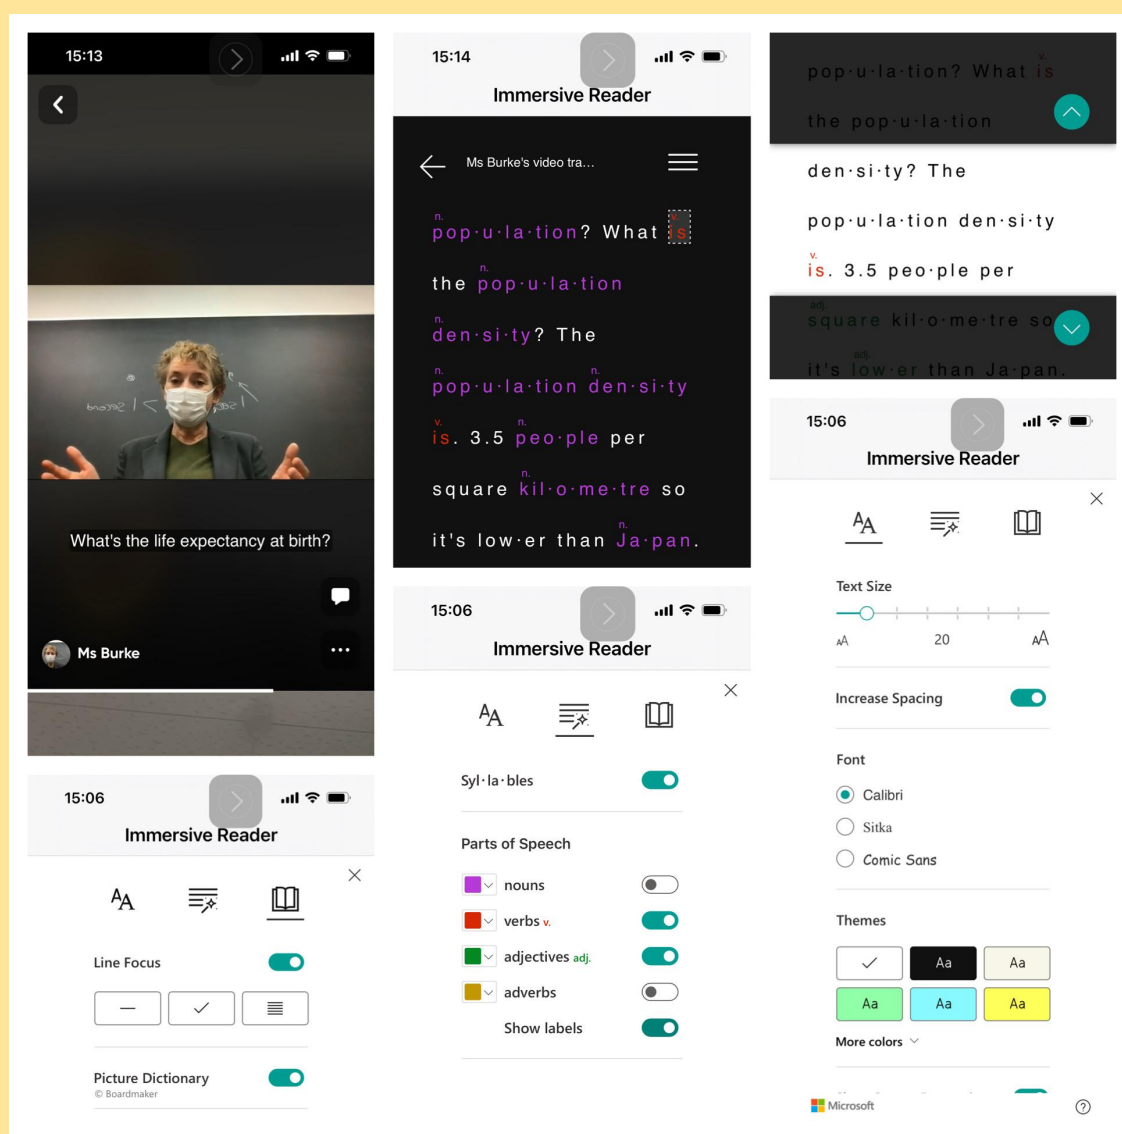 15:13
What's the life expectancy at birth?
Ms Burke
15:06
Immersive Reader
AA
Line Focus
Picture Dictionary
© Boardmaker
15:14
Immersive Reader
Ms Burke's video tra...
n. v.
pop·u·la·tion? What is
n.
the pop·u·la·tion
n.
den·si·ty? The
n. n.
pop·u·la·tion den·si·ty
v. n.
is. 3.5 peo·ple per
n.
square kil·o·me·tre so
n.
it's low·er than Ja·pan.
15:06
Immersive Reader
AA
Syl·la·bles
Parts of Speech
nouns
verbs v.
adjectives adj.
adverbs
Show labels
v.
pop·u·la·tion? What is
the pop·u·la·tion
den·si·ty? The
pop·u·la·tion den·si·ty
v.
is. 3.5 peo·ple per
adj.
square kil·o·me·tre so
adj.
it's low·er than Ja·pan.
15:06
Immersive Reader
AA
Text Size
AA 20 AA
Increase Spacing
Font
Calibri
Sitka
Comic Sans
Themes
Aa Aa
Aa Aa Aa
More colors
Microsoft